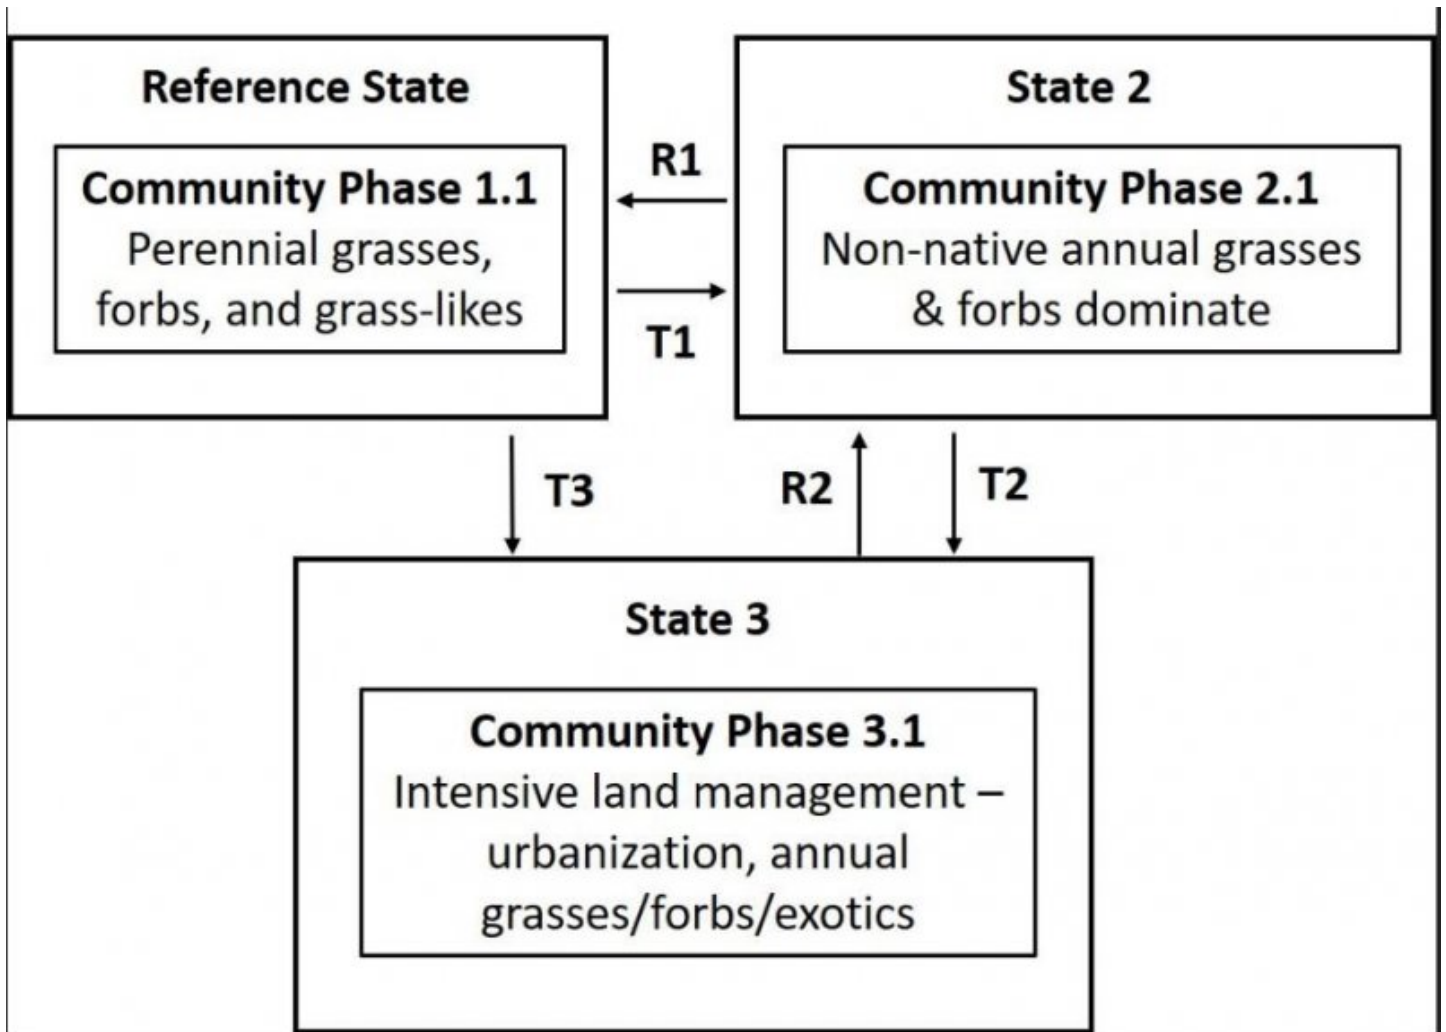 Reference State
Community Phase 1.1
Perennial grasses,
forbs, and grass-likes
R1
T1
State 2
Community Phase 2.1
Non-native annual grasses
& forbs dominate
T3
R2
T2
State 3
Community Phase 3.1
Intensive land management –
urbanization, annual
grasses/forbs/exotics